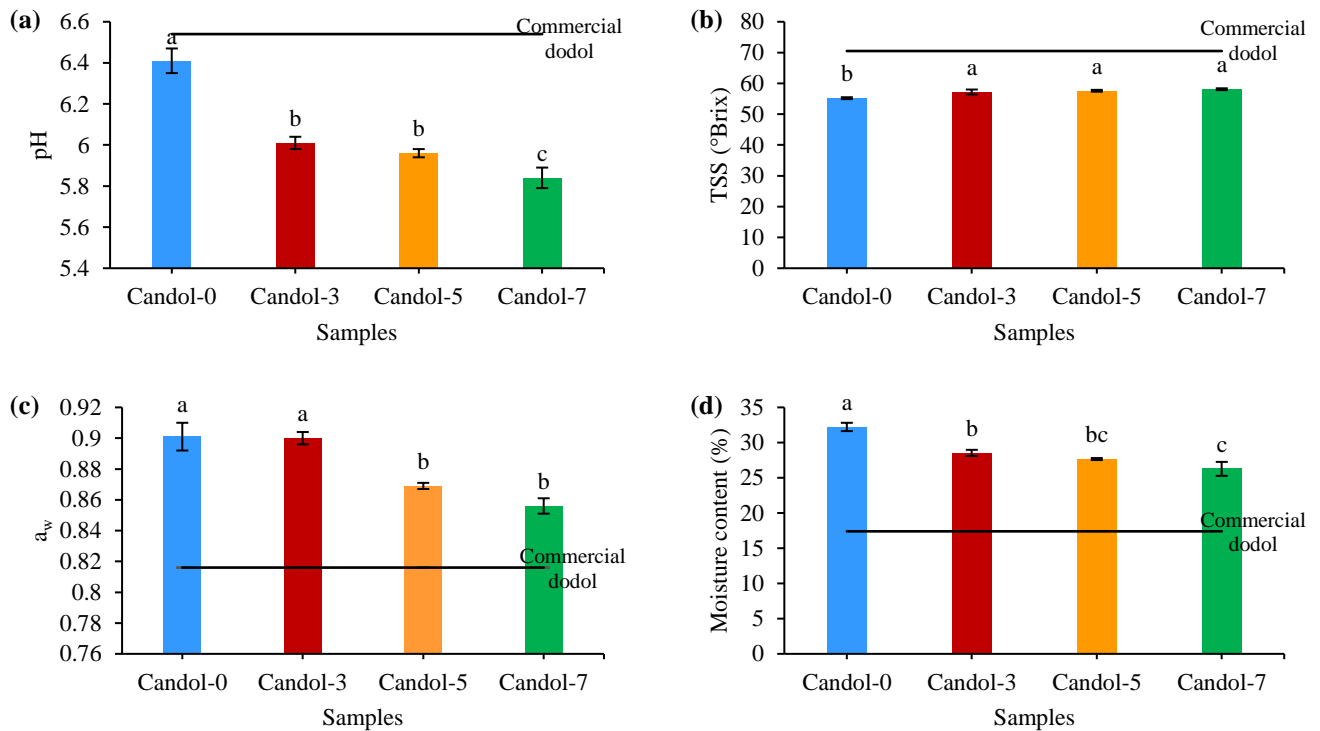 (a)
6.6
6.4
6.2
6
5.8
5.6
5.4
pH
a
b
b
c
Commercial
dodol
Candol-0 Candol-3 Candol-5 Candol-7
Samples
(b)
80
70
60
50
40
30
20
10
0
TSS (°Brix)
b
a
a
a
Commercial
dodol
Candol-0 Candol-3 Candol-5 Candol-7
Samples
(c)
0.92
0.9
0.88
0.86
0.84
0.82
0.8
0.78
0.76
aw
a
a
b
b
Commercial
dodol
Candol-0 Candol-3 Candol-5 Candol-7
Samples
(d)
35
30
25
20
15
10
5
0
Moisture content (%)
a
b
bc
c
Commercial
dodol
Candol-0 Candol-3 Candol-5 Candol-7
Samples